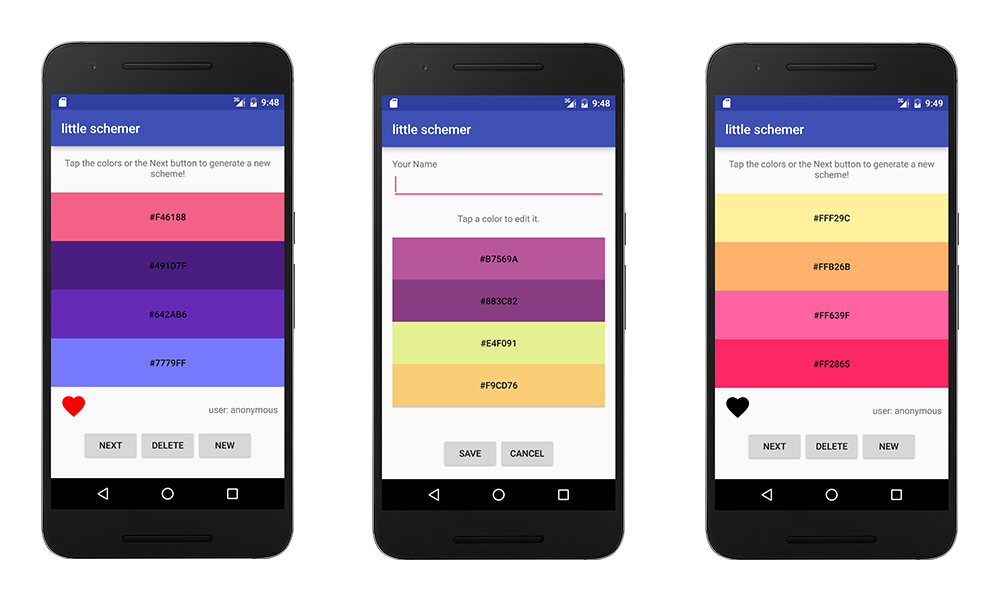 3G 9:48
little schemer
Tap the colors or the Next button to generate a new
scheme!
#F46188
#491D7F
#642AB6
#7779FF
user: anonymous
NEXT DELETE NEW
3G 9:48
little schemer
Your Name
Tap a color to edit it.
#B7569A
#883C82
#E4F091
#F9CD76
SAVE CANCEL
3G 9:49
little schemer
Tap the colors or the Next button to generate a new
scheme!
#FFF29C
#FFB26B
#FF639F
#FF2865
user: anonymous
NEXT DELETE NEW